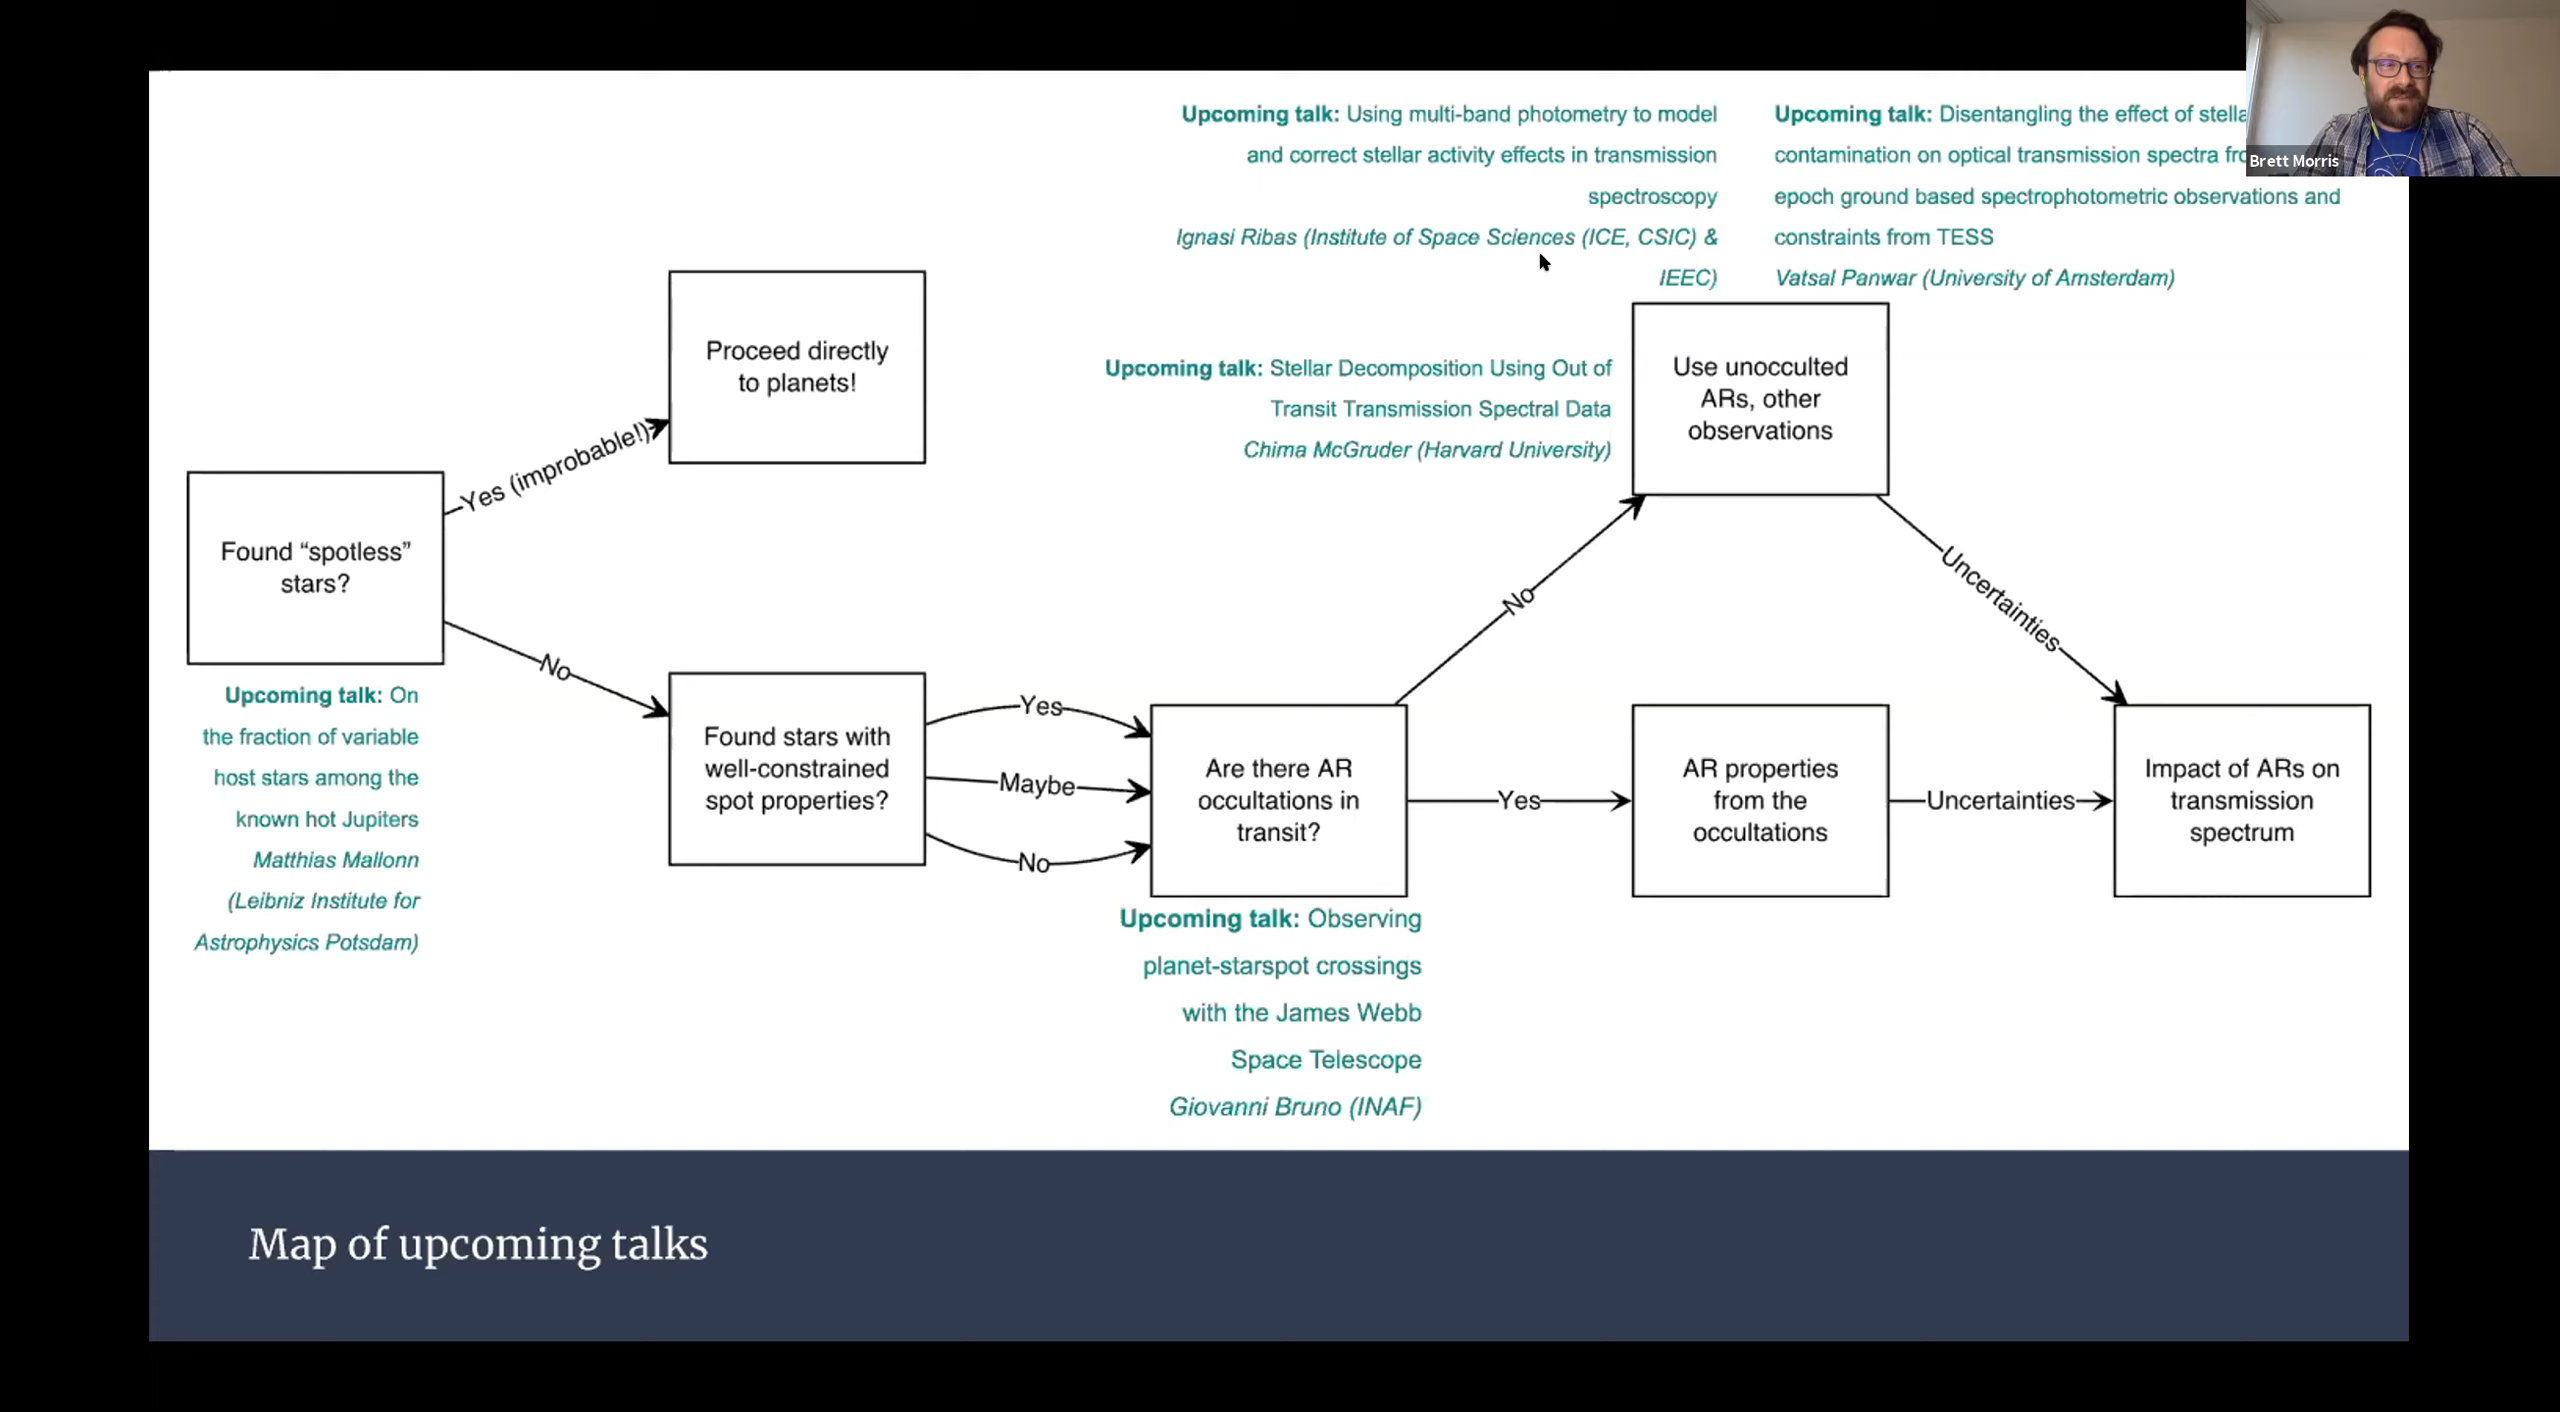 Upcoming talk: Using multi-band photometry to model
and correct stellar activity effects in transmission
spectroscopy
Ignasi Ribas (Institute of Space Sciences (ICE, CSIC) &
IEEC)
Upcoming talk: Disentangling the effect of
contamination on optical transmission spectra
epoch ground based spectrophotometric observations and
constraints from TESS
Vatsal Panwar (University of Amsterdam)
Brett Morris
Proceed directly
to planets!
Upcoming talk: Stellar Decomposition Using Out of
Transit Transmission Spectral Data
Chima McGruder (Harvard University)
Use unocculted
ARs, other
observations
Yes (improbable!)
Found “spotless”
stars?
No
No
Uncertainties
Upcoming talk: On
the fraction of variable
host stars among the
known hot Jupiters
Matthias Mallonn
(Leibniz Institute for
Astrophysics Potsdam)
Found stars with
well-constrained
spot properties?
Yes
Maybe
No
Are there AR
occultations in
transit?
Yes
AR properties
from the
occultations
Uncertainties
Impact of ARs on
transmission
spectrum
Upcoming talk: Observing
planet-starspot crossings
with the James Webb
Space Telescope
Giovanni Bruno (INAF)
Map of upcoming talks